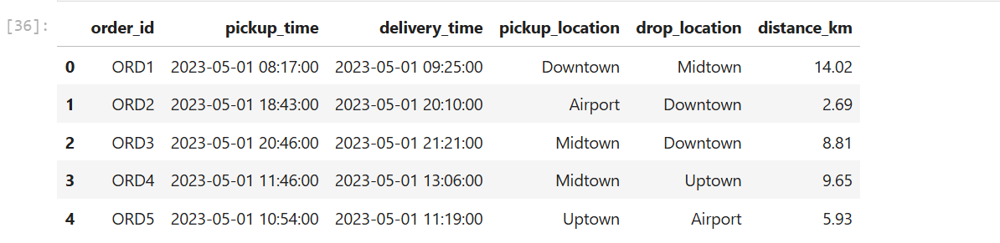 [36]:
order_id pickup_time delivery_time pickup_location drop_location distance_km
0 ORD1 2023-05-01 08:17:00 2023-05-01 09:25:00 Downtown Midtown 14.02
1 ORD2 2023-05-01 18:43:00 2023-05-01 20:10:00 Airport Downtown 2.69
2 ORD3 2023-05-01 20:46:00 2023-05-01 21:21:00 Midtown Downtown 8.81
3 ORD4 2023-05-01 11:46:00 2023-05-01 13:06:00 Midtown Uptown 9.65
4 ORD5 2023-05-01 10:54:00 2023-05-01 11:19:00 Uptown Airport 5.93